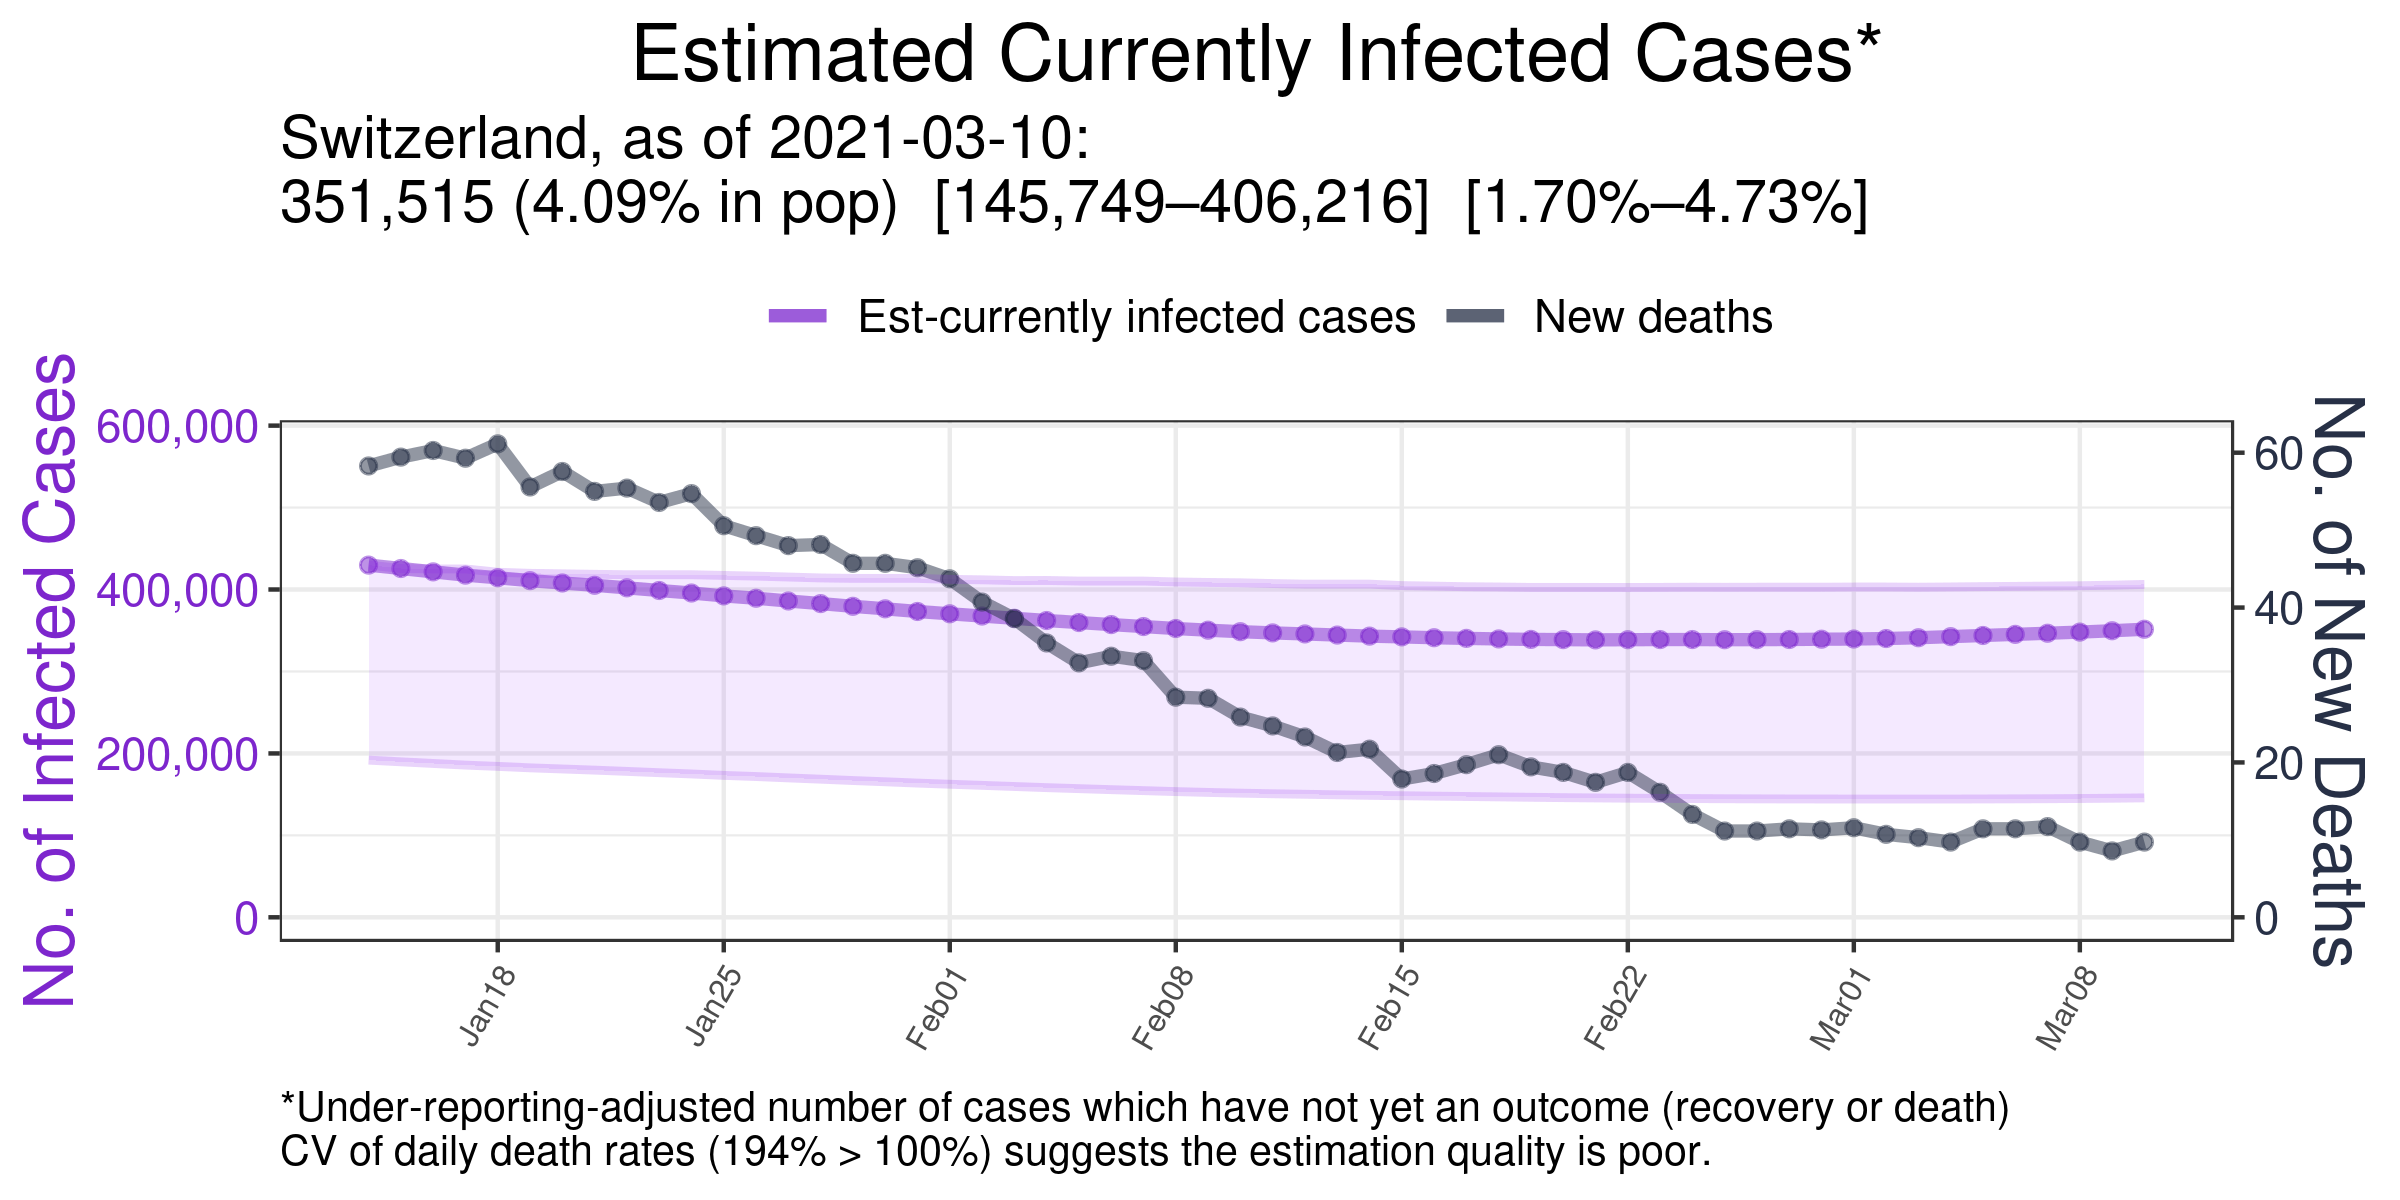 Estimated Currently Infected Cases*
Switzerland, as of 2021-03-10:
351,515 (4.09% in pop)  [145,749–406,216]  [1.70%–4.73%]
Est-currently infected cases
New deaths
No. of Infected Cases
600,000
400,000
200,000
0
60
40
20
0
No. of New Deaths
Jan18
Jan25
Feb01
Feb08
Feb15
Feb22
Mar01
Mar08
*Under-reporting-adjusted number of cases which have not yet an outcome (recovery or death)
CV of daily death rates (194% > 100%) suggests the estimation quality is poor.